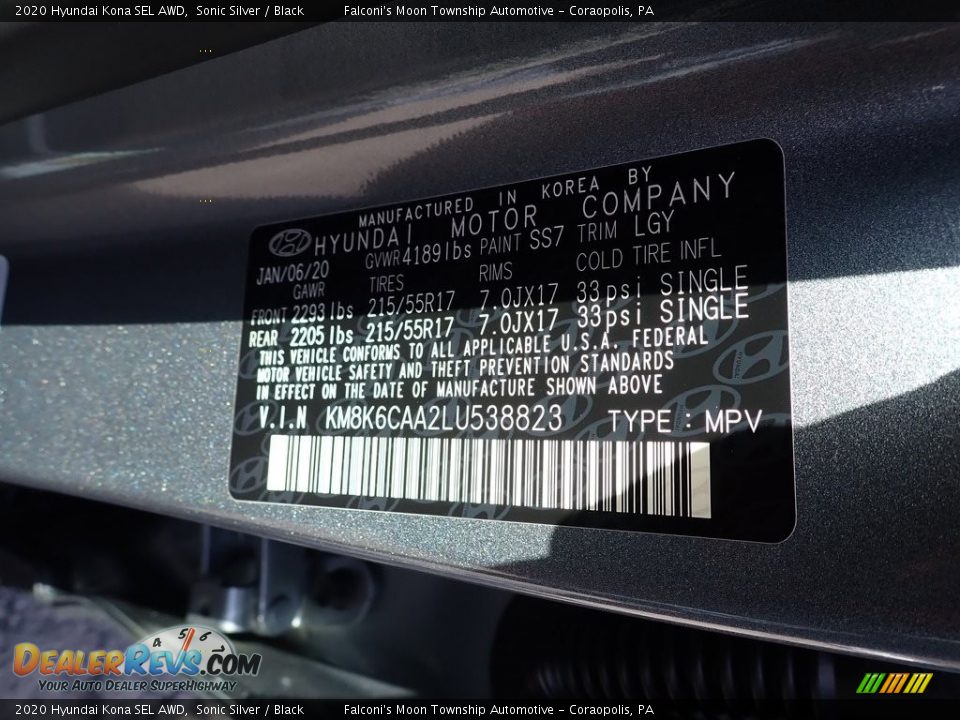 2020 Hyundai Kona SEL AWD, Sonic Silver / Black Falconi's Moon Township Automotive - Coraopolis, PA
MANUFACTURED IN KOREA BY
HYUNDAI MOTOR COMPANY
JAN/06/20 GVWR 4189lbs PAINT SS7 TRIM LGY
GAWR TIRES RIMS COLD TIRE INFL
FRONT 2293 lbs 215/55R17 7.0JX17 33psi SINGLE
REAR 2205 lbs 215/55R17 7.0JX17 33psi SINGLE
THIS VEHICLE CONFORMS TO ALL APPLICABLE U.S.A. FEDERAL
MOTOR VEHICLE SAFETY AND THEFT PREVENTION STANDARDS
IN EFFECT ON THE DATE OF MANUFACTURE SHOWN ABOVE
V.I.N KM8K6CAA2LU538823 TYPE : MPV
4 5 6 7
DEALERREVS.COM
YOUR AUTO DEALER SUPERHIGHWAY
2020 Hyundai Kona SEL AWD, Sonic Silver / Black Falconi's Moon Township Automotive - Coraopolis, PA